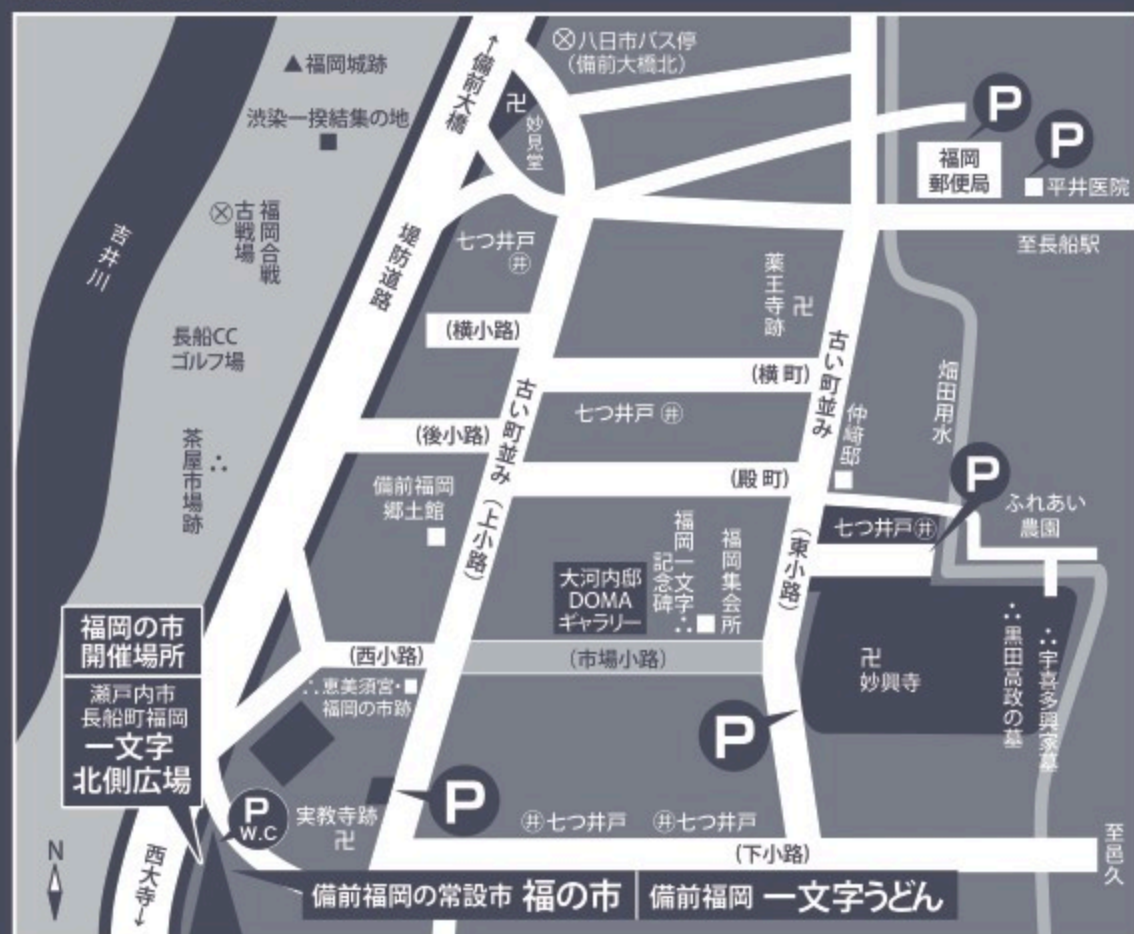 ▲福岡城跡
渋染一揆結集の地
↑備前大橋
卍妙見堂
⊗八日市バス停
(備前大橋北)
P
P
福岡
郵便局
平井医院
至長船駅
吉井川
⊗福岡合戦
古戦場
堤防道路
七つ井戸
㊍
薬王寺跡
卍
長船CC
ゴルフ場
(横小路)
(横町)
古い町並み
畑田用水
茶屋市場跡
(後小路)
古い町並み
(上小路)
七つ井戸
仲﨑邸
(殿町)
P
備前福岡
郷土館
大河内邸
DOMA
ギャラリー
福岡一文字
記念碑
福岡集会所
(東小路)
七つ井戸
ふれあい
農園
福岡の市
開催場所
瀬戸内市
長船町福岡
一文字
北側広場
(西小路)
(市場小路)
恵美須宮・
福岡の市跡
卍
妙興寺
黒田高政の墓
宇喜多興家墓
P
P
P
W.C
実教寺跡
卍
七つ井戸
七つ井戸
(下小路)
至邑久
N
西大寺↓
備前福岡の常設市 福の市
備前福岡 一文字うどん